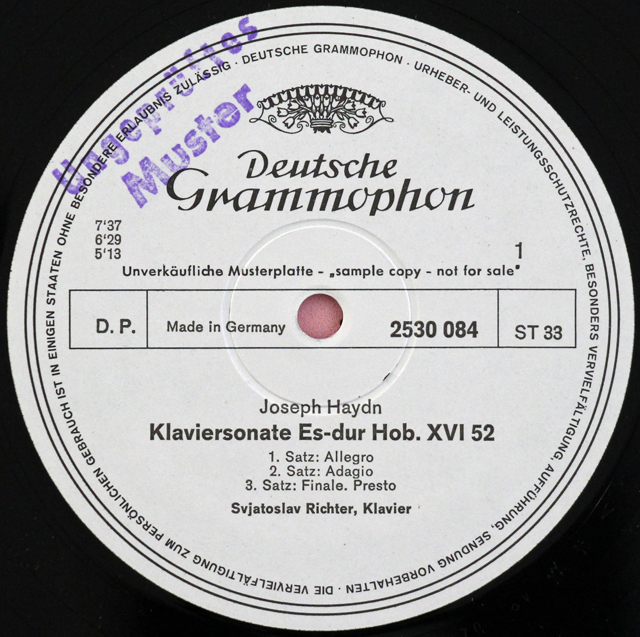 Ungeprüftes
Muster
DEUTSCHE GRAMMOPHON · URHEBER- UND LEISTUNGSSCHUTZRECHTE, BESONDERS VERVIELFÄLTIGUNG, AUFFÜHRUNG, SENDUNG VORBEHALTEN · DIE VERVIELFÄLTIGUNG ZUM PERSÖNLICHEN GEBRAUCH IST IN EINIGEN STAATEN OHNE BESONDERE ERLAUBNIS ZULÄSSIG ·
Deutsche
Grammophon
7'37
6'29
5'13
1
Unverkäufliche Musterplatte - „sample copy - not for sale"
D. P.
Made in Germany
2530 084
ST 33
Joseph Haydn
Klaviersonate Es-dur Hob. XVI 52
1. Satz: Allegro
2. Satz: Adagio
3. Satz: Finale. Presto
Svjatoslav Richter, Klavier